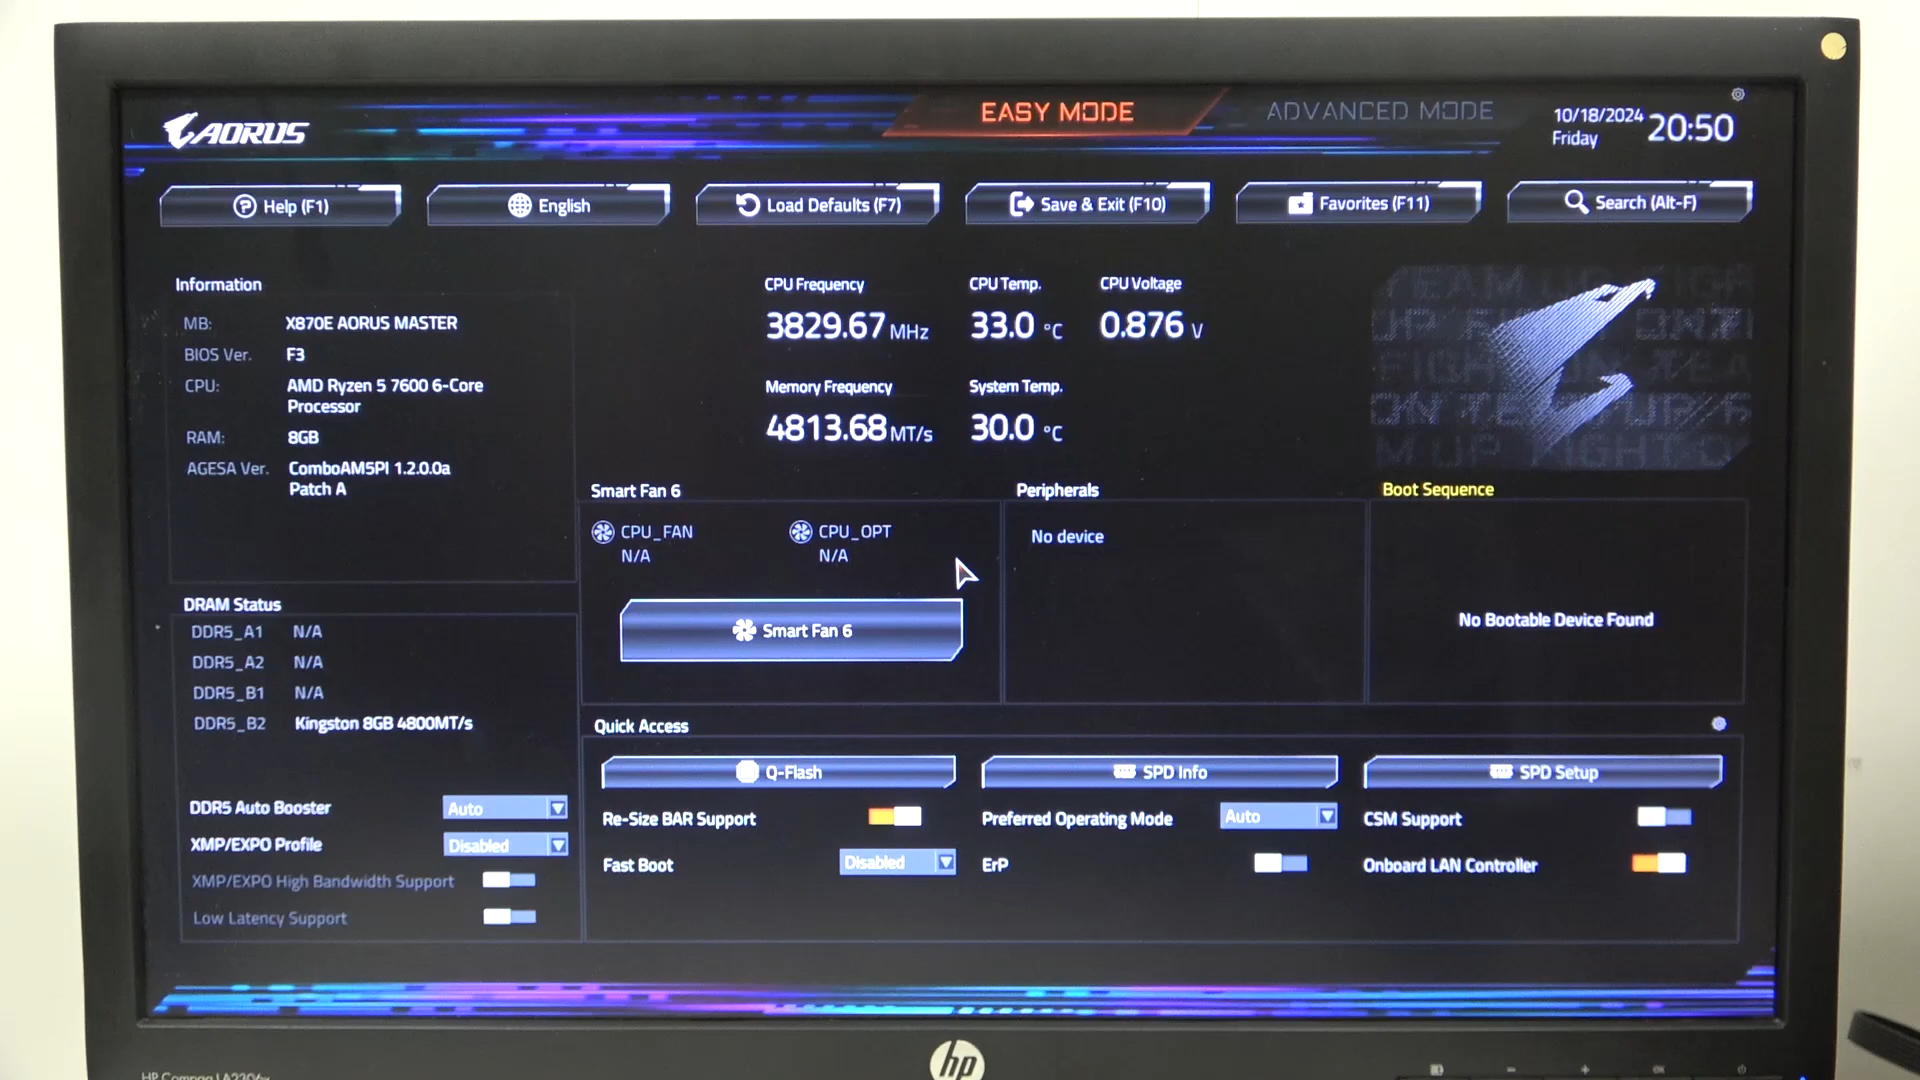 AORUS
EASY MODE
ADVANCED MODE
10/18/2024
Friday
20:50
Help (F1)
English
Load Defaults (F7)
Save & Exit (F10)
Favorites (F11)
Search (Alt-F)
Information
MB: X870E AORUS MASTER
BIOS Ver. F3
CPU: AMD Ryzen 5 7600 6-Core
Processor
RAM: 8GB
AGESA Ver. ComboAM5PI 1.2.0.0a
Patch A
CPU Frequency
3829.67 MHz
CPU Temp.
33.0 °C
CPU Voltage
0.876 V
Memory Frequency
4813.68 MT/s
System Temp.
30.0 °C
Smart Fan 6
CPU_FAN
N/A
CPU_OPT
N/A
Smart Fan 6
Peripherals
No device
Boot Sequence
No Bootable Device Found
DRAM Status
DDR5_A1 N/A
DDR5_A2 N/A
DDR5_B1 N/A
DDR5_B2 Kingston 8GB 4800MT/s
DDR5 Auto Booster Auto
XMP/EXPO Profile Disabled
XMP/EXPO High Bandwidth Support
Low Latency Support
Quick Access
Q-Flash
SPD Info
SPD Setup
Re-Size BAR Support
Preferred Operating Mode Auto
CSM Support
Fast Boot Disabled
ErP
Onboard LAN Controller
hp